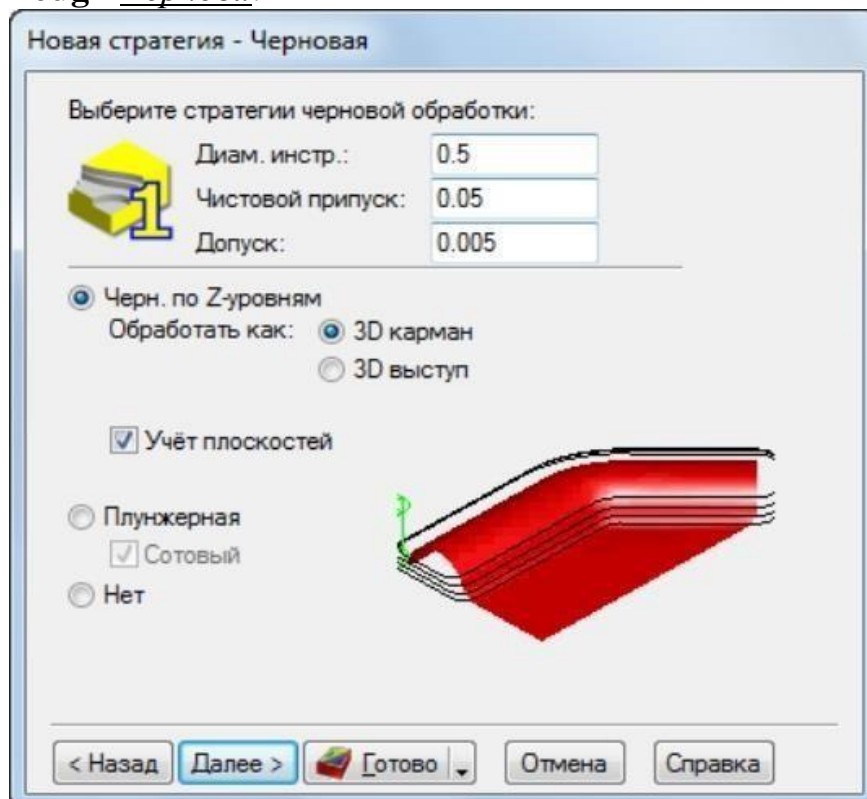 Новая стратегия - Черновая
Выберите стратегии черновой обработки:
Диам. инстр.: 0.5
Чистовой припуск: 0.05
Допуск: 0.005
1
Черн. по Z-уровням
Обработать как: 3D карман
3D выступ
Учёт плоскостей
Плунжерная
Сотовый
Нет
< Назад Далее > Готово Отмена Справка